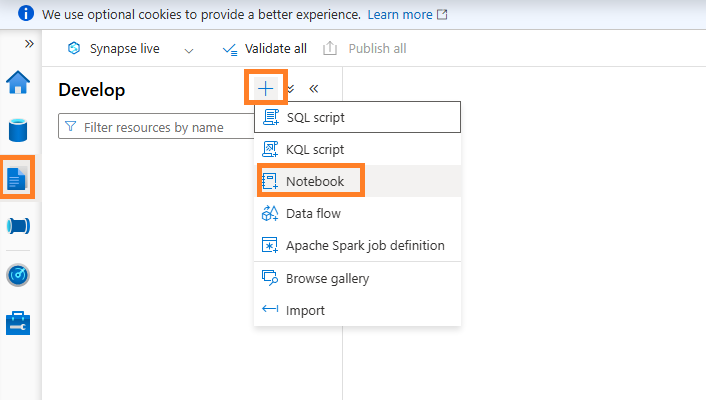 We use optional cookies to provide a better experience. Learn more
Synapse live
Validate all
Publish all
Develop
Filter resources by name
SQL script
KQL script
Notebook
Data flow
Apache Spark job definition
Browse gallery
Import